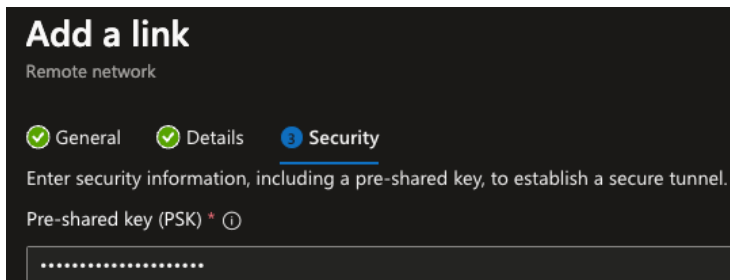 Add a link
Remote network
General Details 3 Security
Enter security information, including a pre-shared key, to establish a secure tunnel.
Pre-shared key (PSK) *
•••••••••••••••••••••